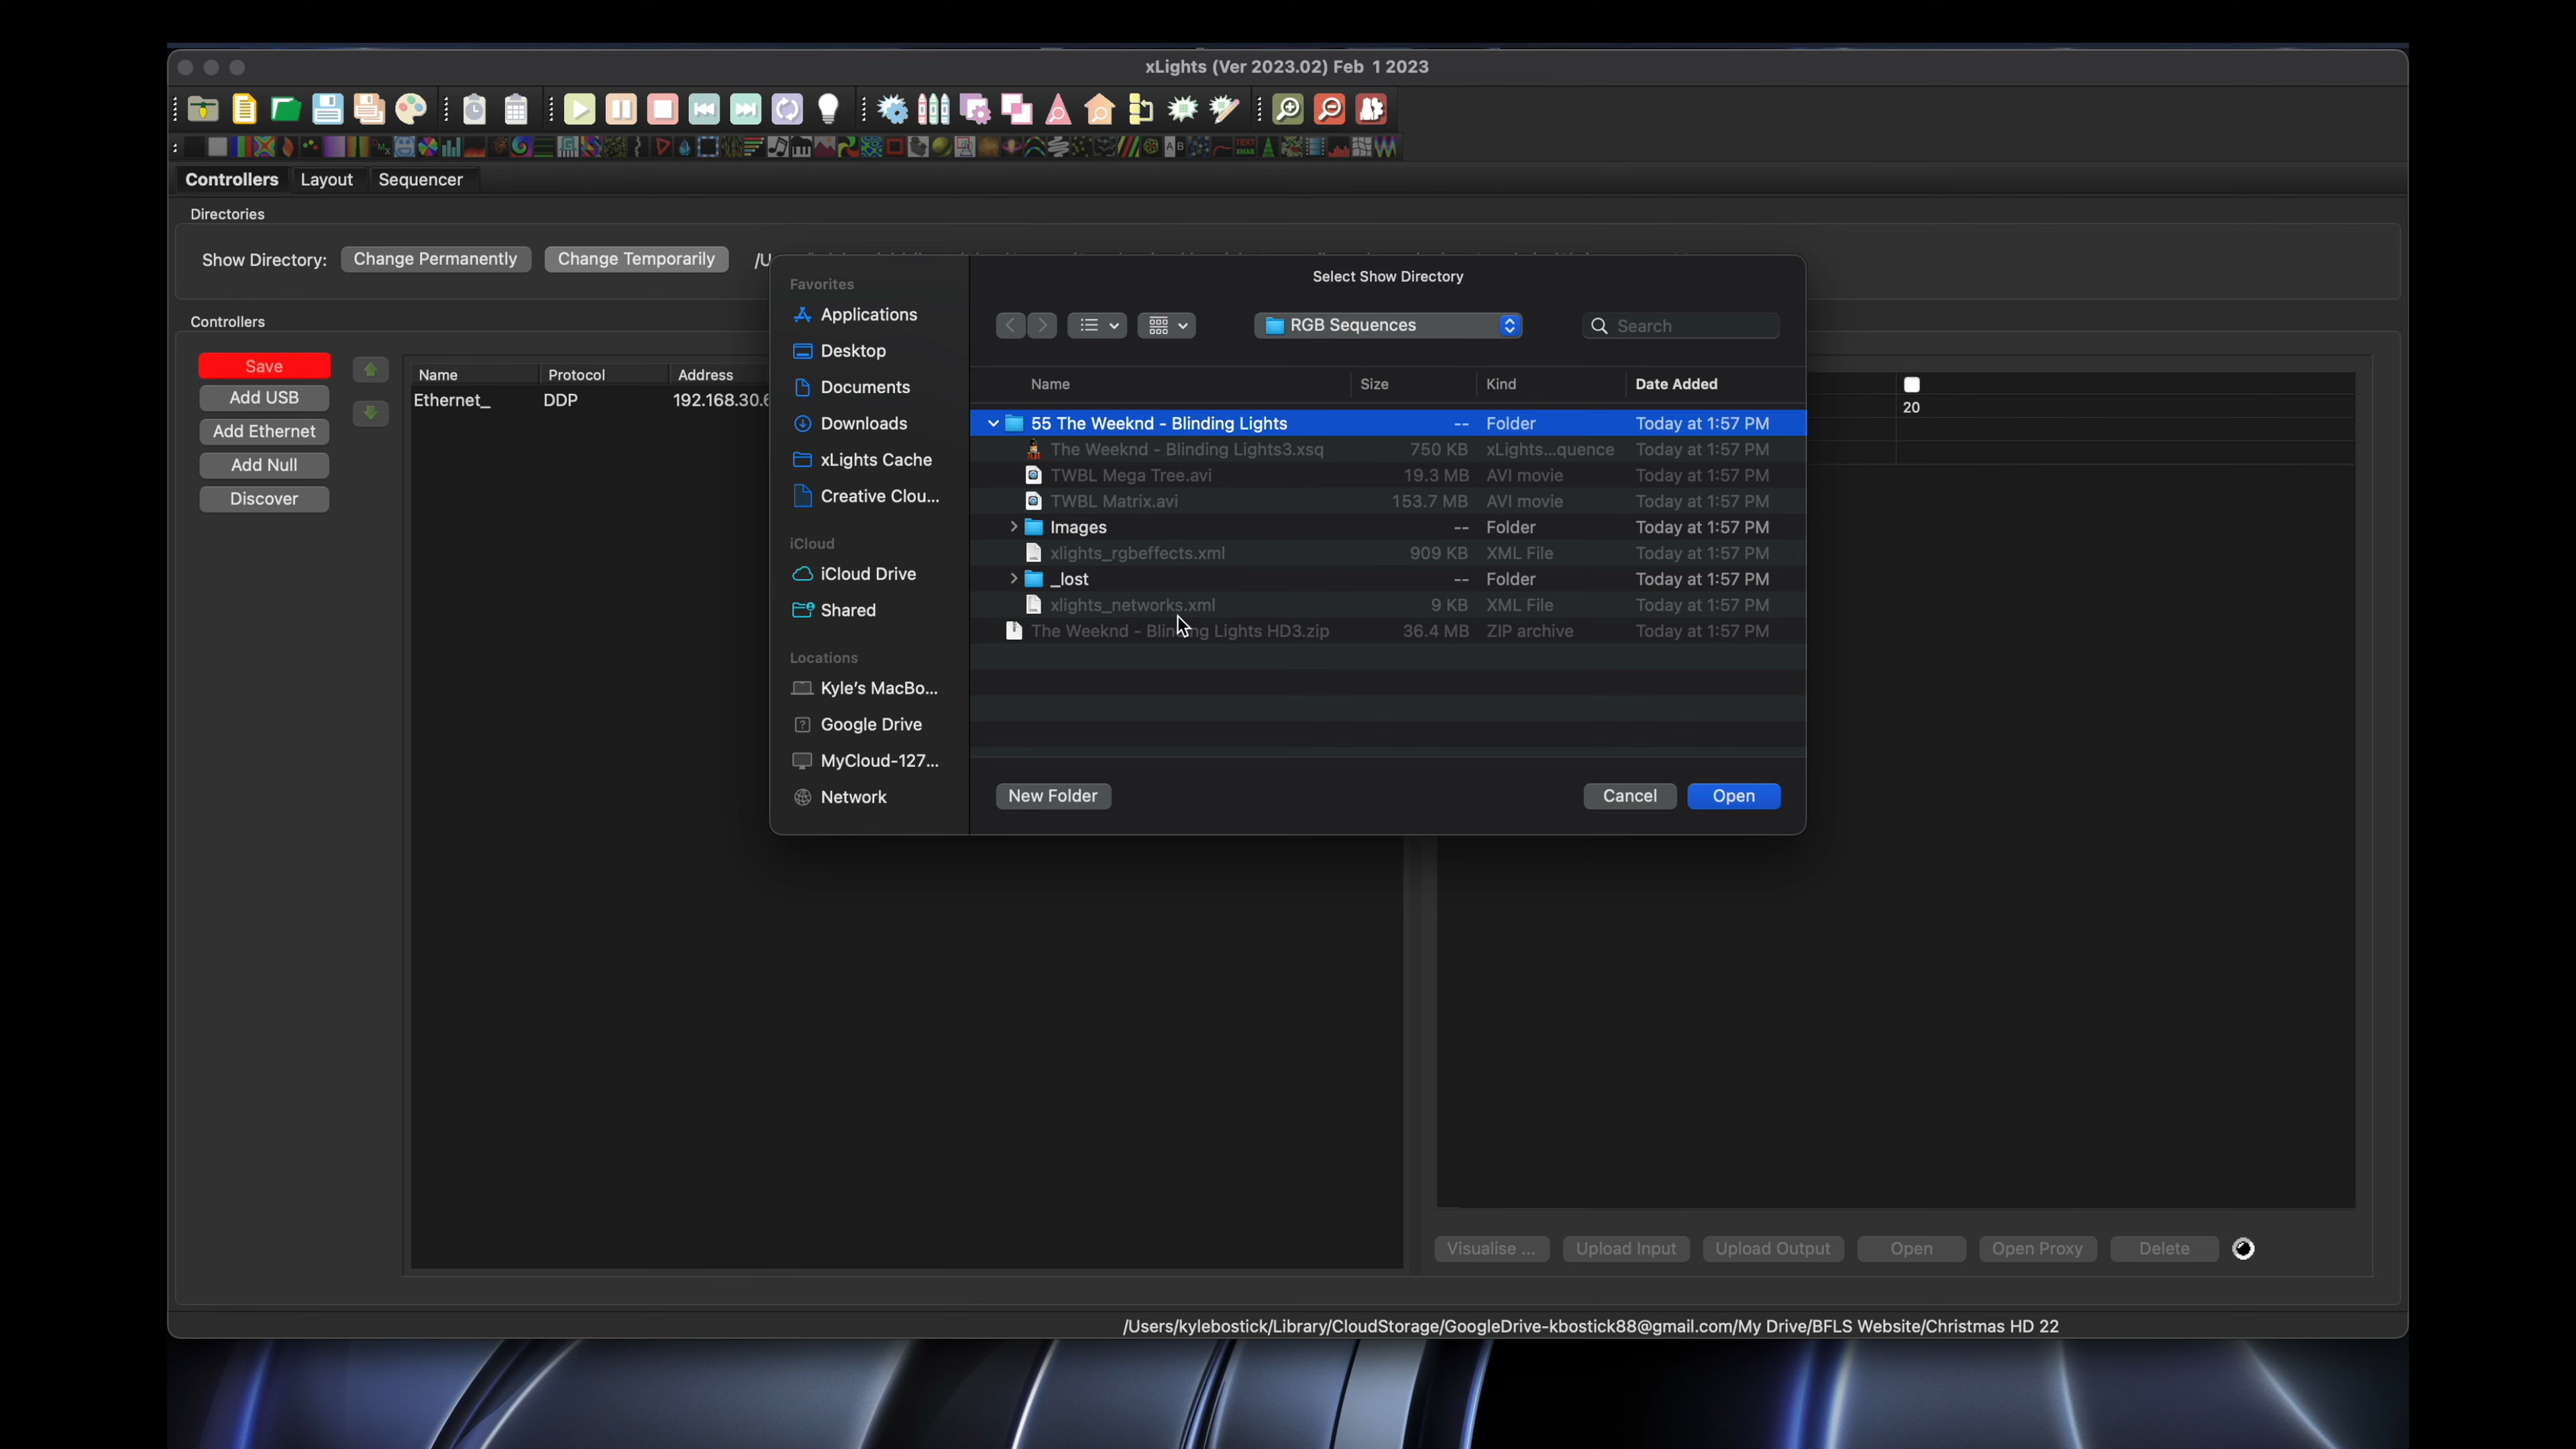 xLights (Ver 2023.02) Feb 1 2023
Controllers Layout Sequencer
Directories
Show Directory: Change Permanently Change Temporarily /U
Controllers
Save
Add USB
Add Ethernet
Add Null
Discover
Name Protocol Address
Ethernet_ DDP 192.168.30.6
20
Select Show Directory
Favorites
Applications
Desktop
Documents
Downloads
xLights Cache
Creative Clou...
iCloud
iCloud Drive
Shared
Locations
Kyle's MacBo...
Google Drive
MyCloud-127...
Network
RGB Sequences
Search
Name Size Kind Date Added
55 The Weeknd - Blinding Lights -- Folder Today at 1:57 PM
The Weeknd - Blinding Lights3.xsq 750 KB xLights...quence Today at 1:57 PM
TWBL Mega Tree.avi 19.3 MB AVI movie Today at 1:57 PM
TWBL Matrix.avi 153.7 MB AVI movie Today at 1:57 PM
Images -- Folder Today at 1:57 PM
xlights_rgbeffects.xml 909 KB XML File Today at 1:57 PM
_lost -- Folder Today at 1:57 PM
xlights_networks.xml 9 KB XML File Today at 1:57 PM
The Weeknd - Blinding Lights HD3.zip 36.4 MB ZIP archive Today at 1:57 PM
New Folder Cancel Open
Visualise ... Upload Input Upload Output Open Open Proxy Delete
/Users/kylebostick/Library/CloudStorage/GoogleDrive-kbostick88@gmail.com/My Drive/BFLS Website/Christmas HD 22